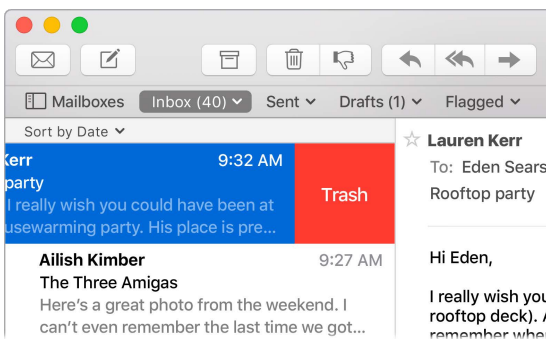 Mailboxes Inbox (40) Sent Drafts (1) Flagged
Sort by Date
Kerr 9:32 AM
party
I really wish you could have been at
usewarming party. His place is pre...
Trash
Ailish Kimber 9:27 AM
The Three Amigas
Here's a great photo from the weekend. I
can't even remember the last time we got...
Lauren Kerr
To: Eden Sears
Rooftop party
Hi Eden,
I really wish you
rooftop deck). A
remember when